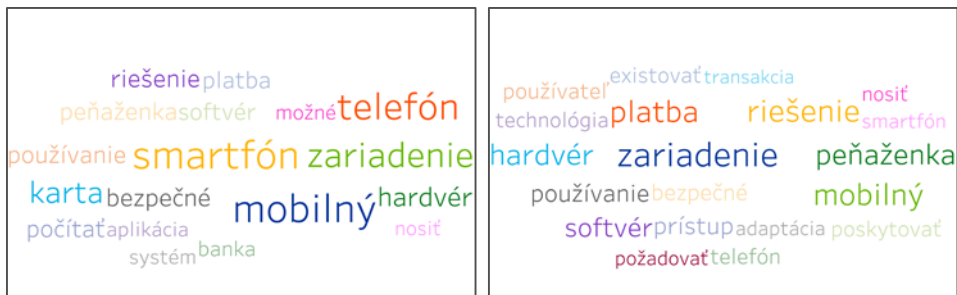 riešenie platba
peňaženka softvér možné telefón
používanie smartfón zariadenie
karta bezpečné mobilný hardvér
počítať aplikácia nosiť
systém banka
existovať transakcia
používateľ platba riešenie nosiť
technológia smartfón
hardvér zariadenie peňaženka
používanie bezpečné mobilný
softvér prístup adaptácia poskytovať
požadovať telefón